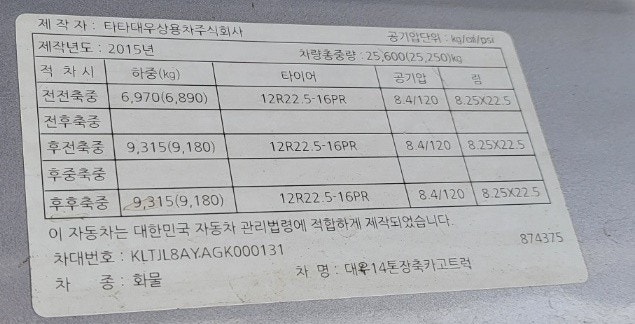 제 작 자 : 타타대우상용차주식회사 공기압단위 : kg/㎠/psi
제작년도 : 2015년 차량총중량 : 25,600(25,250)kg
적 차 시 하중(kg) 타이어 공기압 림
전전축중 6,970(6,890) 12R22.5-16PR 8.4/120 8.25X22.5
전후축중
후전축중 9,315(9,180) 12R22.5-16PR 8.4/120 8.25X22.5
후중축중
후후축중 9,315(9,180) 12R22.5-16PR 8.4/120 8.25X22.5
이 자동차는 대한민국 자동차 관리법령에 적합하게 제작되었습니다.
874375
차대번호 : KLTJL8AYAGK000131
차 종 : 화물 차 명 : 대우14톤장축카고트럭